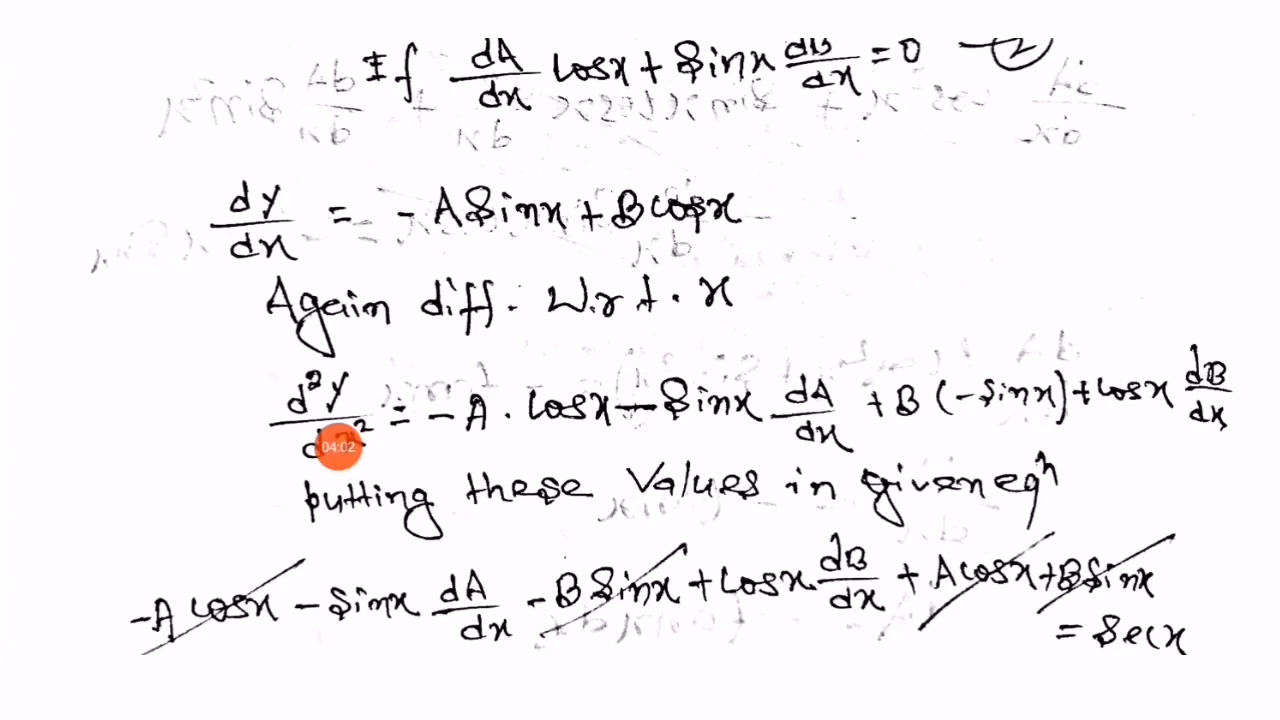 If dA/dx cosx + Sinx dB/dx = 0 — ②
dy/dx = - A Sinx + B cosx
Again diff. W.r.t. x
d²y/dx² = - A. Cosx - Sinx dA/dx + B (-sinx) + cosx dB/dx
04:02
putting these Values in given eqⁿ
-A cosx - Sinx dA/dx - B Sinx + Cosx. dB/dx + A cosx + B Sinx
= Secx